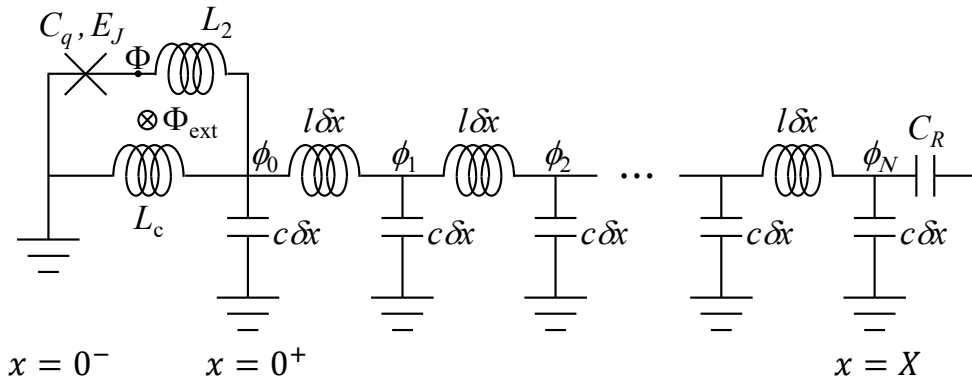 C_q, E_J
L_2
Φ
⊗ Φ_ext
lδx
lδx
lδx
C_R
ϕ_0
ϕ_1
ϕ_2
...
ϕ_N
L_c
cδx
cδx
cδx
cδx
cδx
x = 0⁻
x = 0⁺
x = X